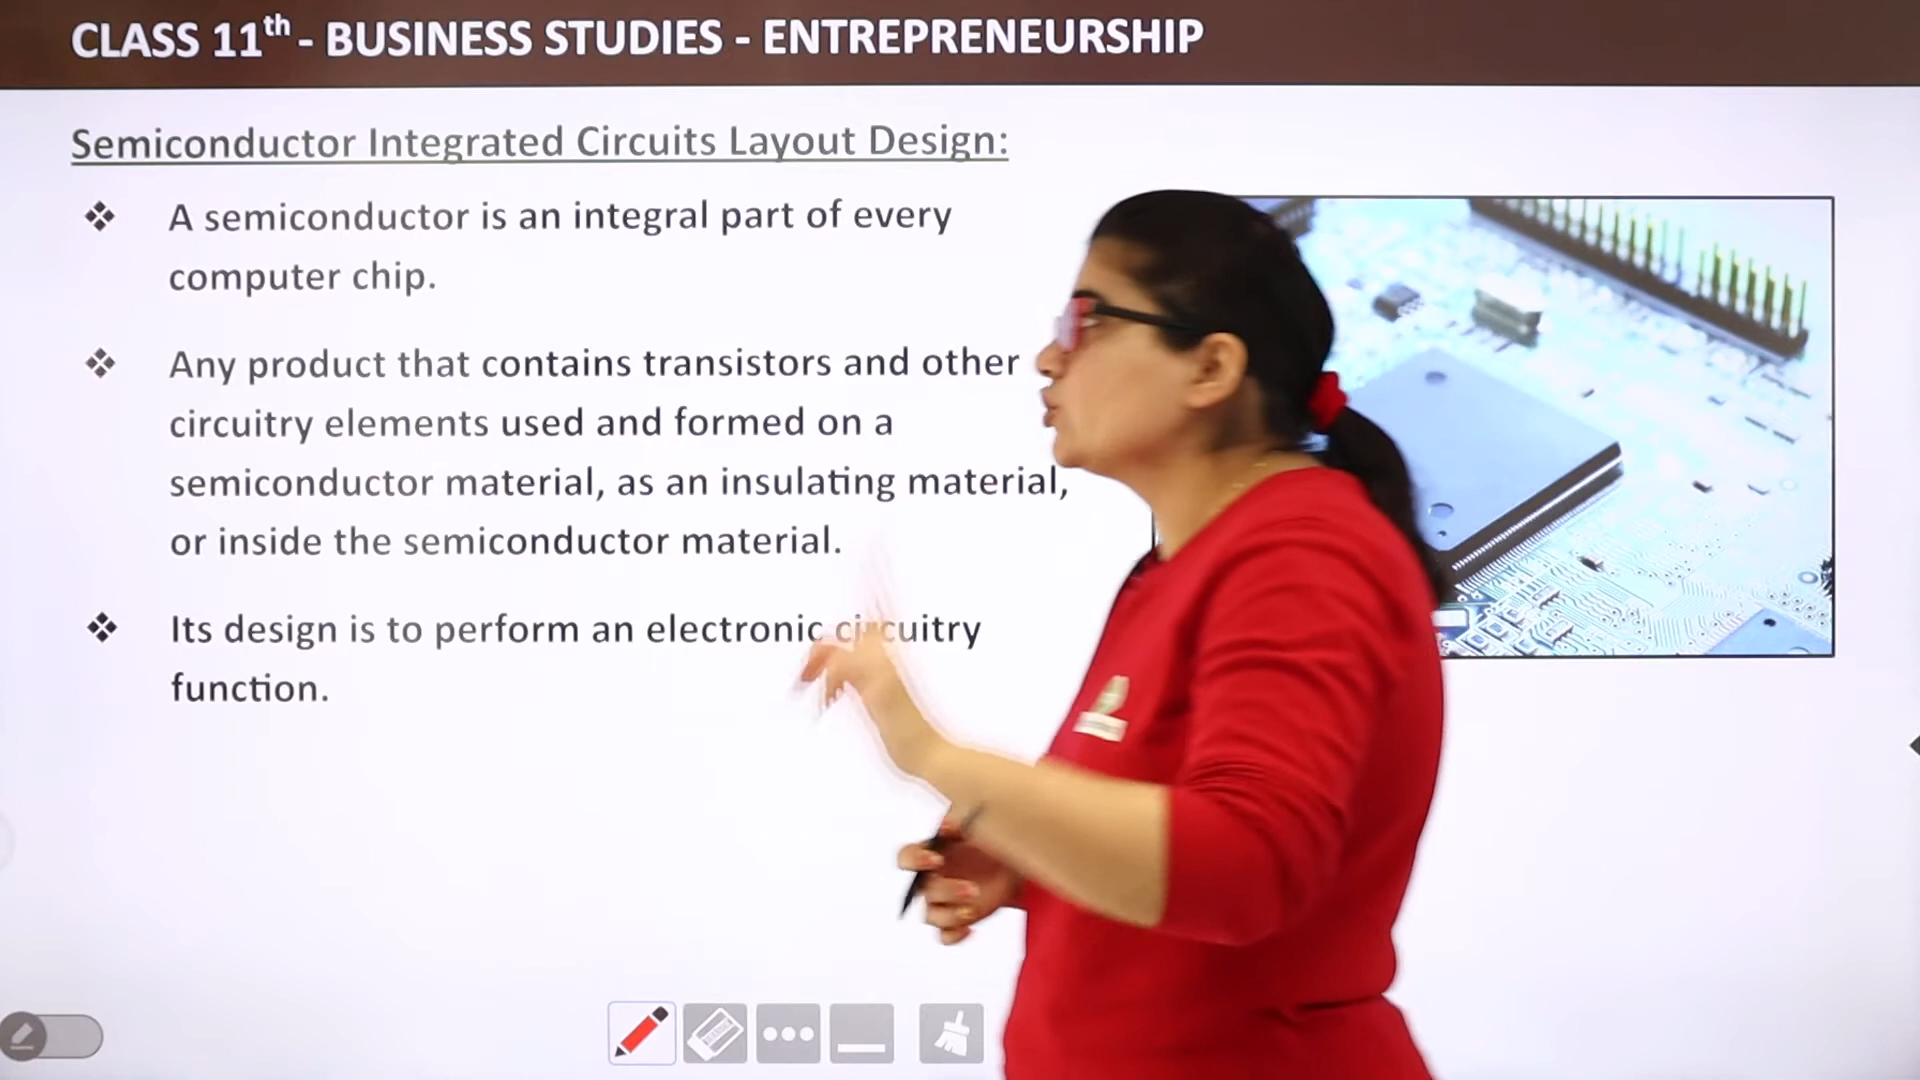 CLASS 11th - BUSINESS STUDIES - ENTREPRENEURSHIP
Semiconductor Integrated Circuits Layout Design:
❖ A semiconductor is an integral part of every
computer chip.
❖ Any product that contains transistors and other
circuitry elements used and formed on a
semiconductor material, as an insulating material,
or inside the semiconductor material.
❖ Its design is to perform an electronic circuitry
function.